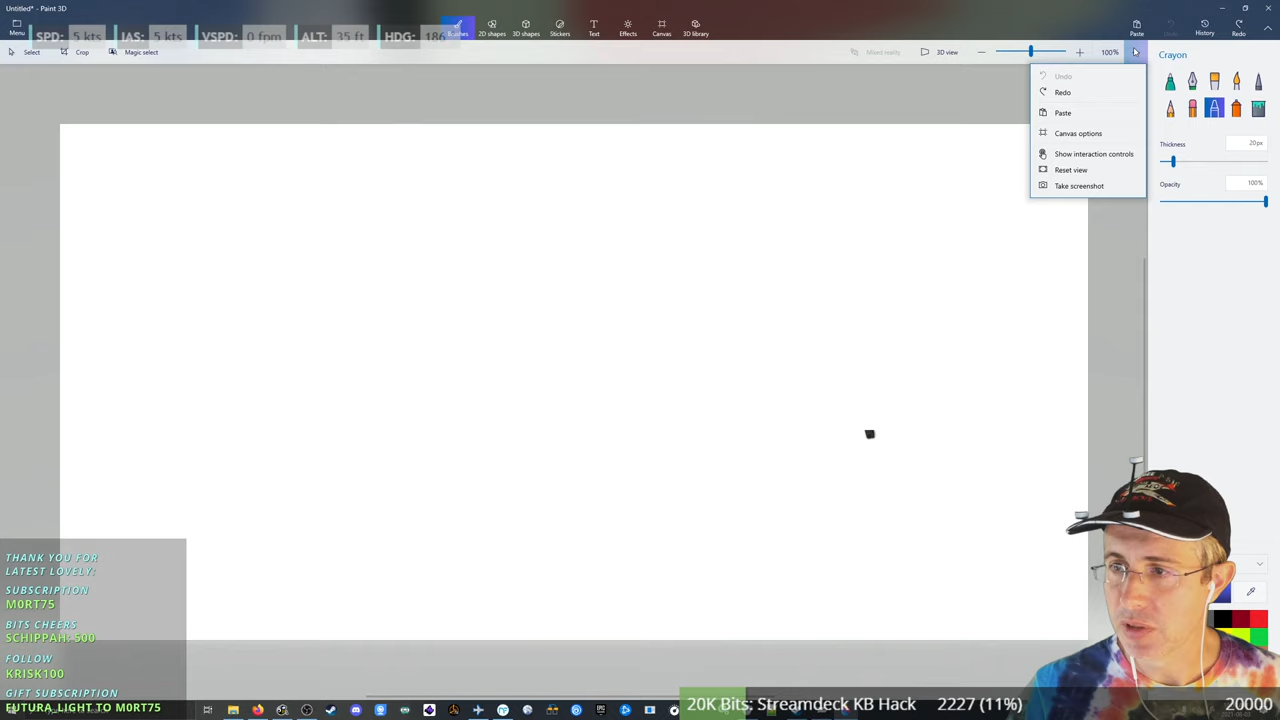 Untitled* - Paint 3D
Menu
Brushes
2D shapes
3D shapes
Text
Effects
Stickers
Canvas
3D library
Paste
Undo
History
Redo
SPD: 5 kts IAS: 5 kts VSPD: 0 fpm ALT: 35 ft HDG: 186
Select
Crop
Magic select
Mixed reality
3D view
100%
Undo
Redo
Paste
Canvas options
Show interaction controls
Reset view
Take screenshot
Crayon
Thickness 20px
Opacity 100%
THANK YOU FOR
LATEST LOVELY:
SUBSCRIPTION
M0RT75
BITS CHEERS
SCHIPPAH: 500
FOLLOW
KRISK100
GIFT SUBSCRIPTION
FUTURA_LIGHT TO M0RT75
20K Bits: Streamdeck KB Hack 2227 (11%) 20000